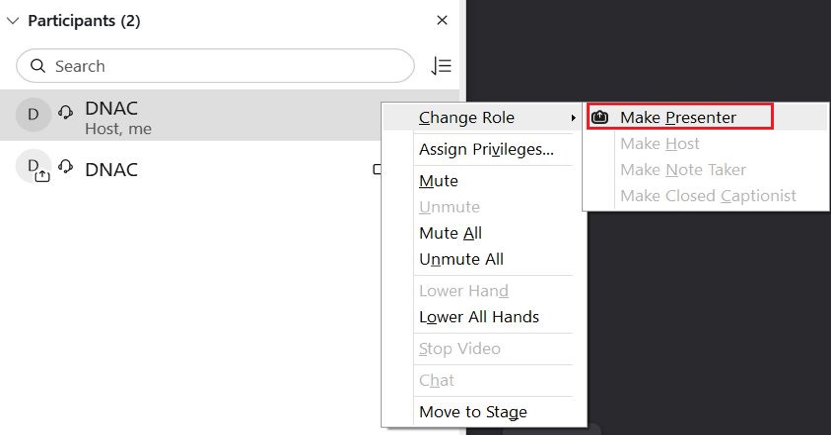 Participants (2)
Search
D
DNAC
Host, me
D
DNAC
Change Role
Assign Privileges...
Mute
Unmute
Mute All
Unmute All
Lower Hand
Lower All Hands
Stop Video
Chat
Move to Stage
Make Presenter
Make Host
Make Note Taker
Make Closed Captionist